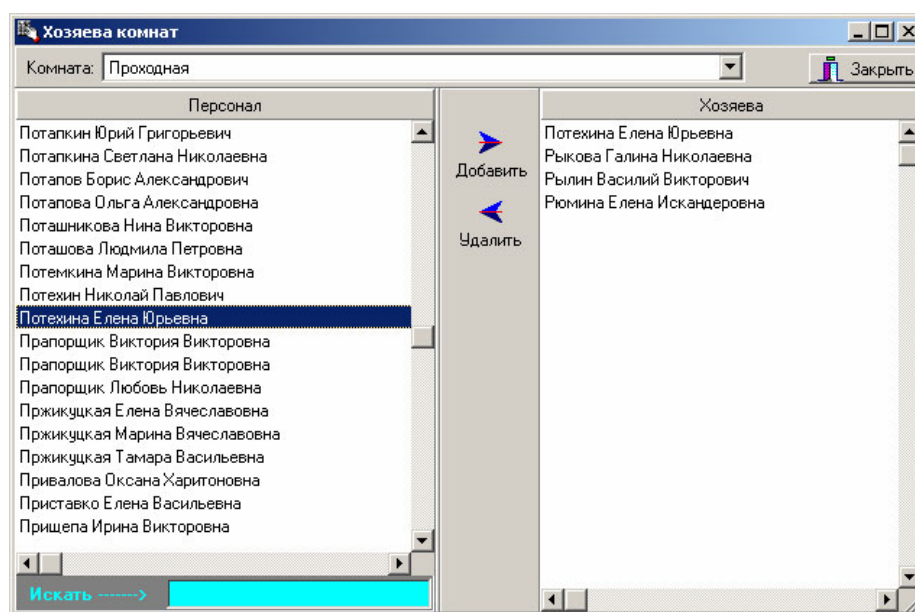 Хозяева комнат
Комната: Проходная
Закрыть
Персонал
Потапкин Юрий Григорьевич
Потапкина Светлана Николаевна
Потапов Борис Александрович
Потапова Ольга Александровна
Поташникова Нина Викторовна
Поташова Людмила Петровна
Потемкина Марина Викторовна
Потехин Николай Павлович
Потехина Елена Юрьевна
Прапорщик Виктория Викторовна
Прапорщик Виктория Викторовна
Прапорщик Любовь Николаевна
Пржикуцкая Елена Вячеславовна
Пржикуцкая Марина Вячеславовна
Пржикуцкая Тамара Васильевна
Привалова Оксана Харитоновна
Приставко Елена Васильевна
Прищепа Ирина Викторовна
Искать ------->
Добавить
Удалить
Хозяева
Потехина Елена Юрьевна
Рыкова Галина Николаевна
Рылин Василий Викторович
Рюмина Елена Искандеровна